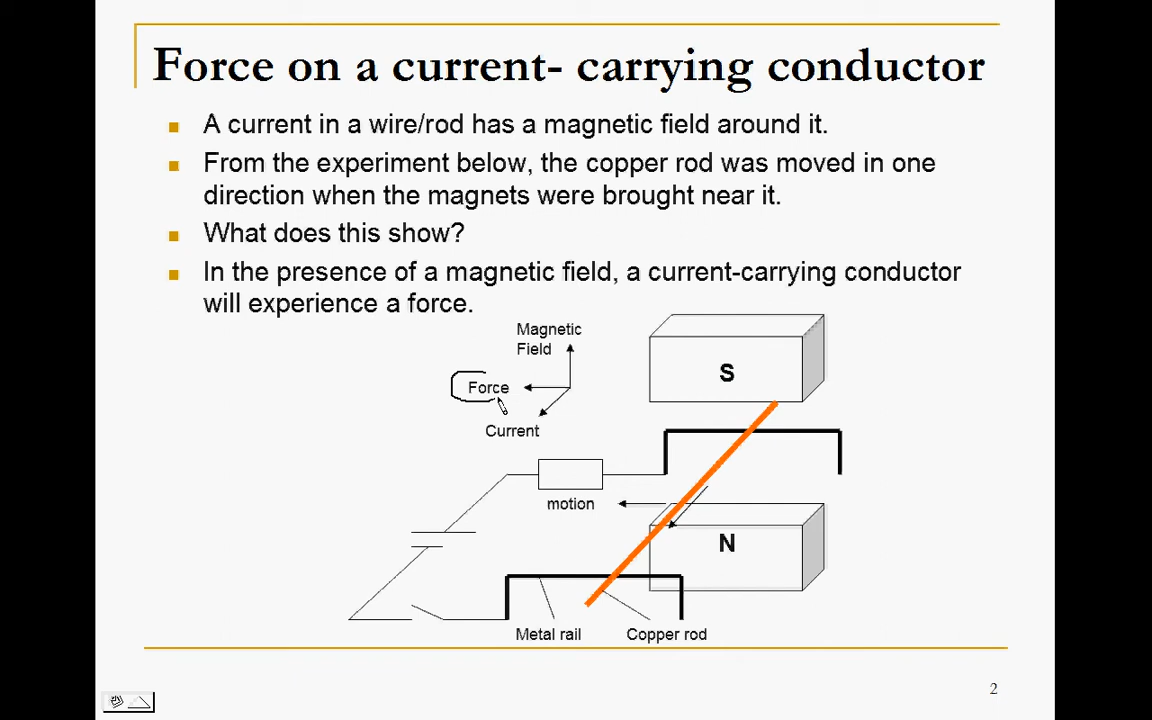 Force on a current- carrying conductor
A current in a wire/rod has a magnetic field around it.
From the experiment below, the copper rod was moved in one
direction when the magnets were brought near it.
What does this show?
In the presence of a magnetic field, a current-carrying conductor
will experience a force.
Magnetic
Field
Force
Current
S
motion
N
Metal rail
Copper rod
2